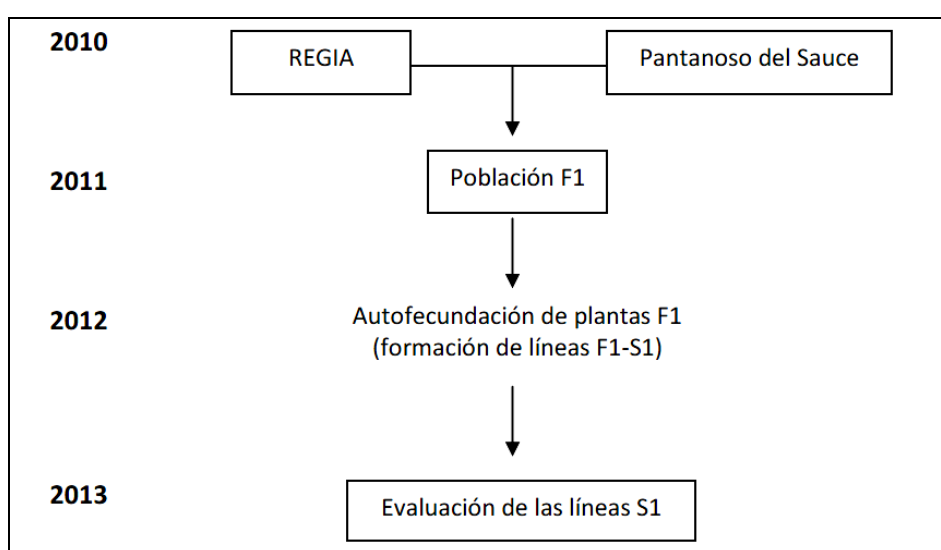 2010
REGIA
Pantanoso del Sauce
2011
Población F1
2012
Autofecundación de plantas F1
(formación de líneas F1-S1)
2013
Evaluación de las líneas S1